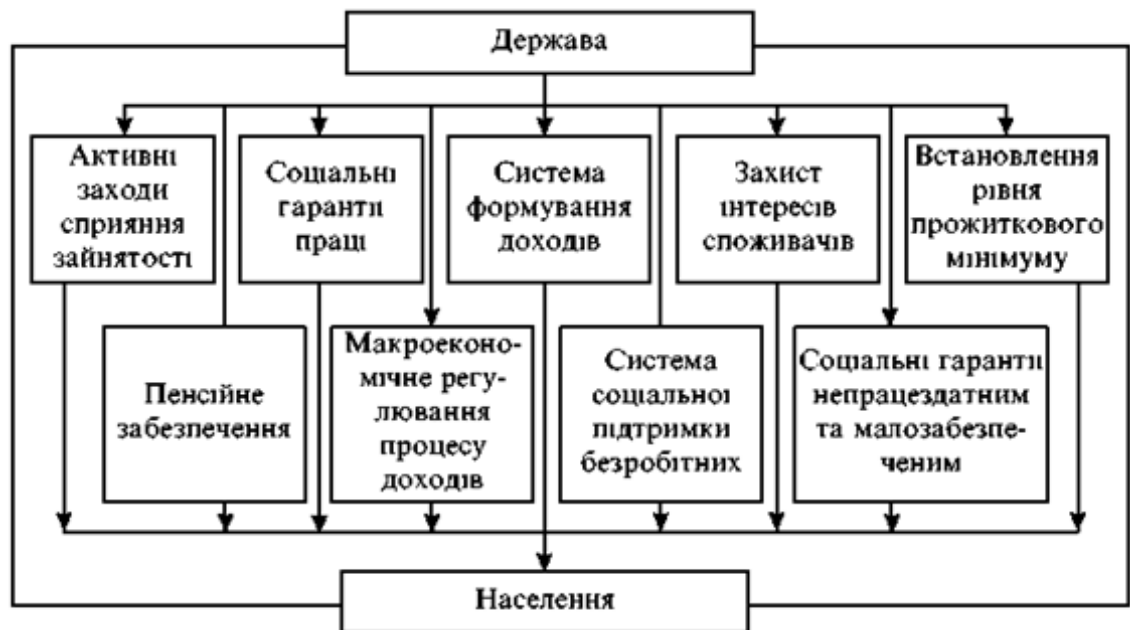 Держава
Активні
заходи
сприяння
зайнятості
Соціальні
гарантії
праці
Система
формування
доходів
Захист
інтересів
споживачів
Встановлення
рівня
прожиткового
мінімуму
Пенсійне
забезпечення
Макроеконо-
мічне регу-
лювання
процесу
доходів
Система
соціальної
підтримки
безробітних
Соціальні гарантії
непрацездатним
та малозабезпе-
ченим
Населення